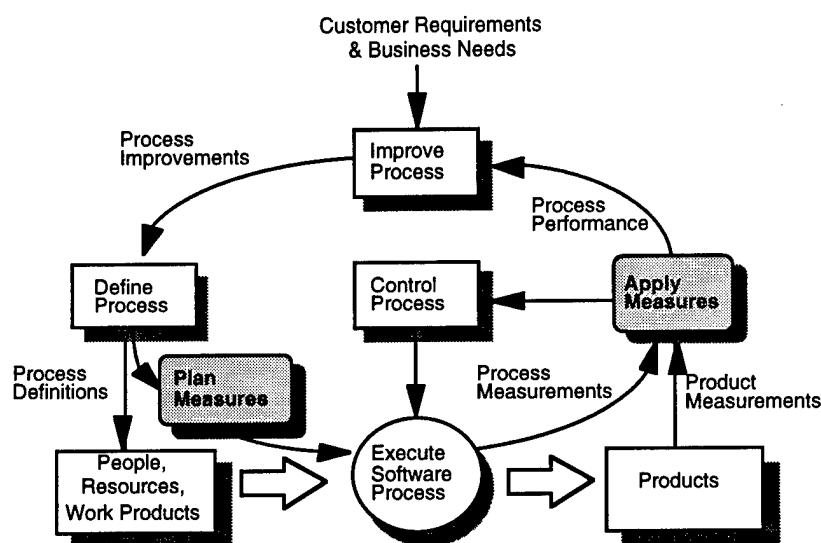 Customer Requirements
& Business Needs
Process
Improvements
Improve
Process
Process
Performance
Define
Process
Control
Process
Apply
Measures
Process
Definitions
Plan
Measures
Process
Measurements
Product
Measurements
People,
Resources,
Work Products
Execute
Software
Process
Products